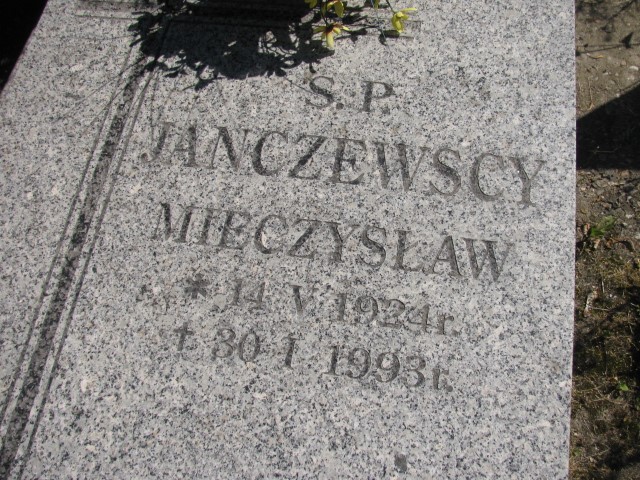 Ś.P.
JANCZEWSCY
MIECZYSŁAW
* 14 V 1924r.
† 30 I 1993r.